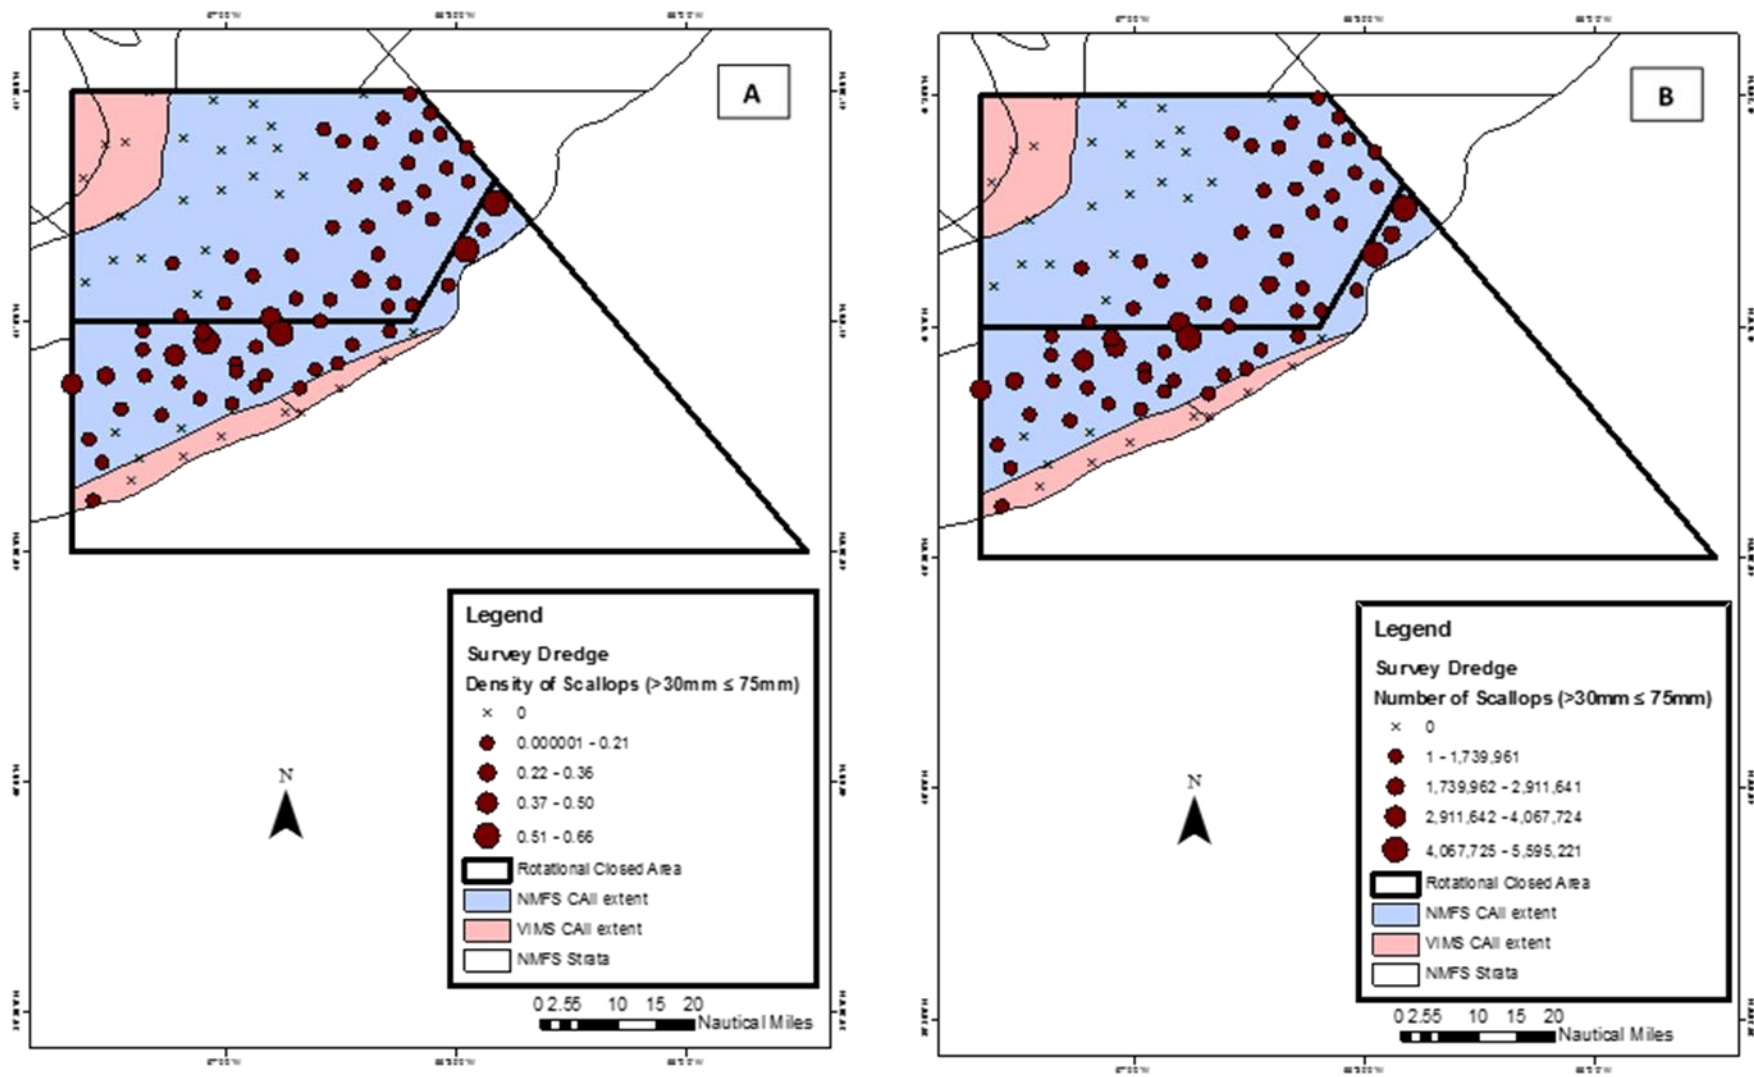 A
Legend
Survey Dredge
Density of Scallops (>30mm ≤ 75mm)
0
0.000001 - 0.21
0.22 - 0.36
0.37 - 0.50
0.51 - 0.66
Rotational Closed Area
NMFS CAII extent
VIMS CAII extent
NMFS Strata
N
0 2.5 5 10 15 20
Nautical Miles
B
Legend
Survey Dredge
Number of Scallops (>30mm ≤ 75mm)
0
1 - 1,739,961
1,739,962 - 2,911,641
2,911,642 - 4,067,724
4,067,725 - 5,595,221
Rotational Closed Area
NMFS CAII extent
VIMS CAII extent
NMFS Strata
N
0 2.5 5 10 15 20
Nautical Miles